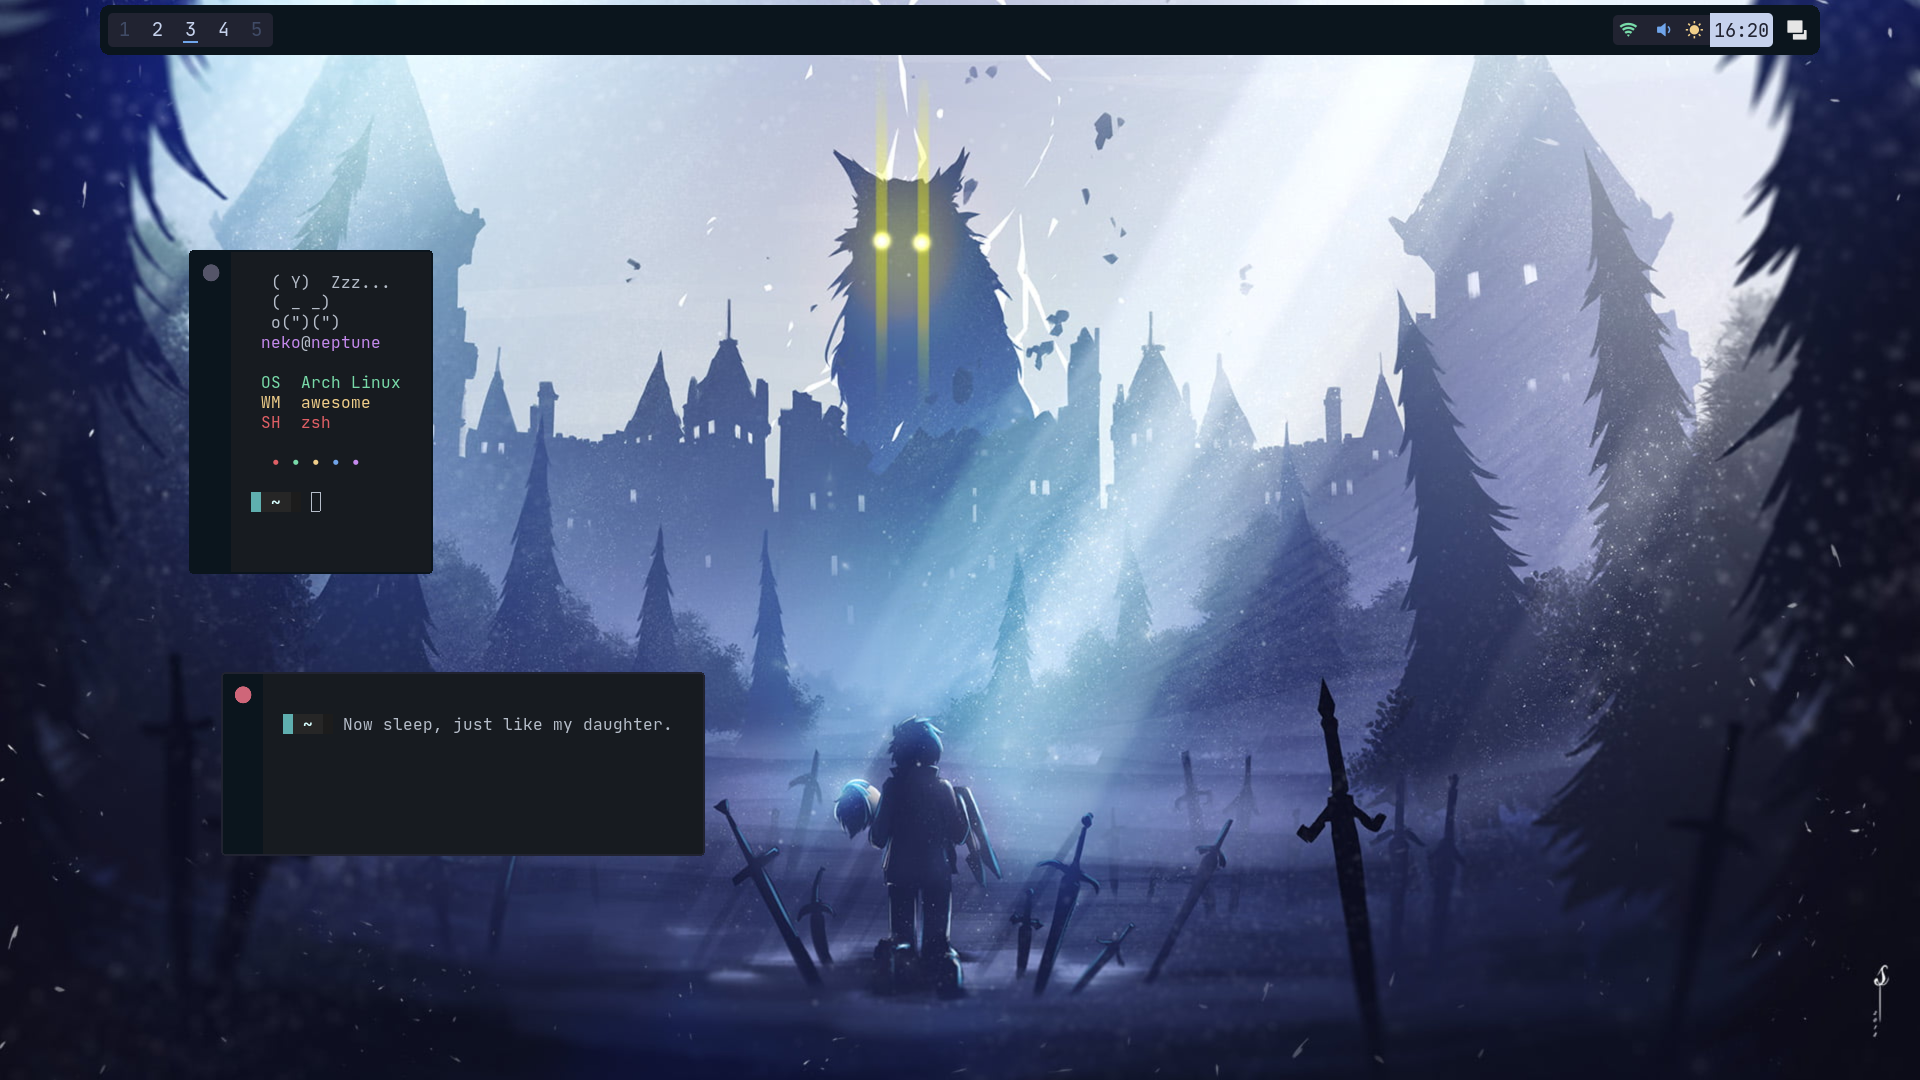 1 2 3 4 5
16:20
( Y)  Zzz...
( _ _)
o(")(")
neko@neptune
OS  Arch Linux
WM  awesome
SH  zsh
• • • • •
~
~ Now sleep, just like my daughter.